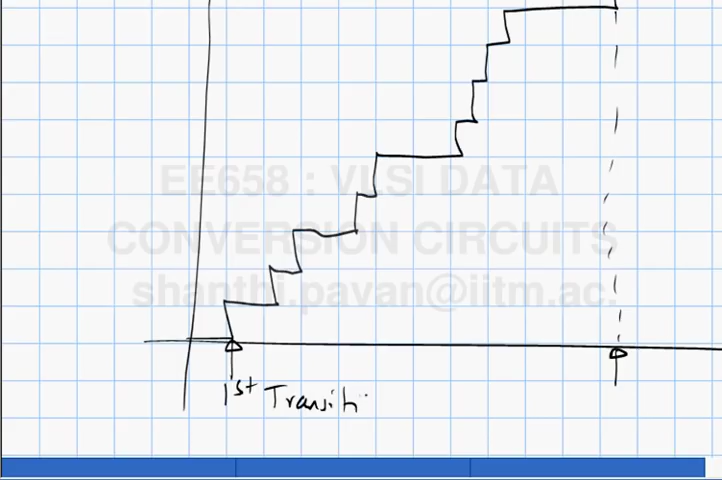 EE658 : VLSI DATA
CONVERSION CIRCUITS
shanthi.pavan@iitm.ac.
1st Transiti